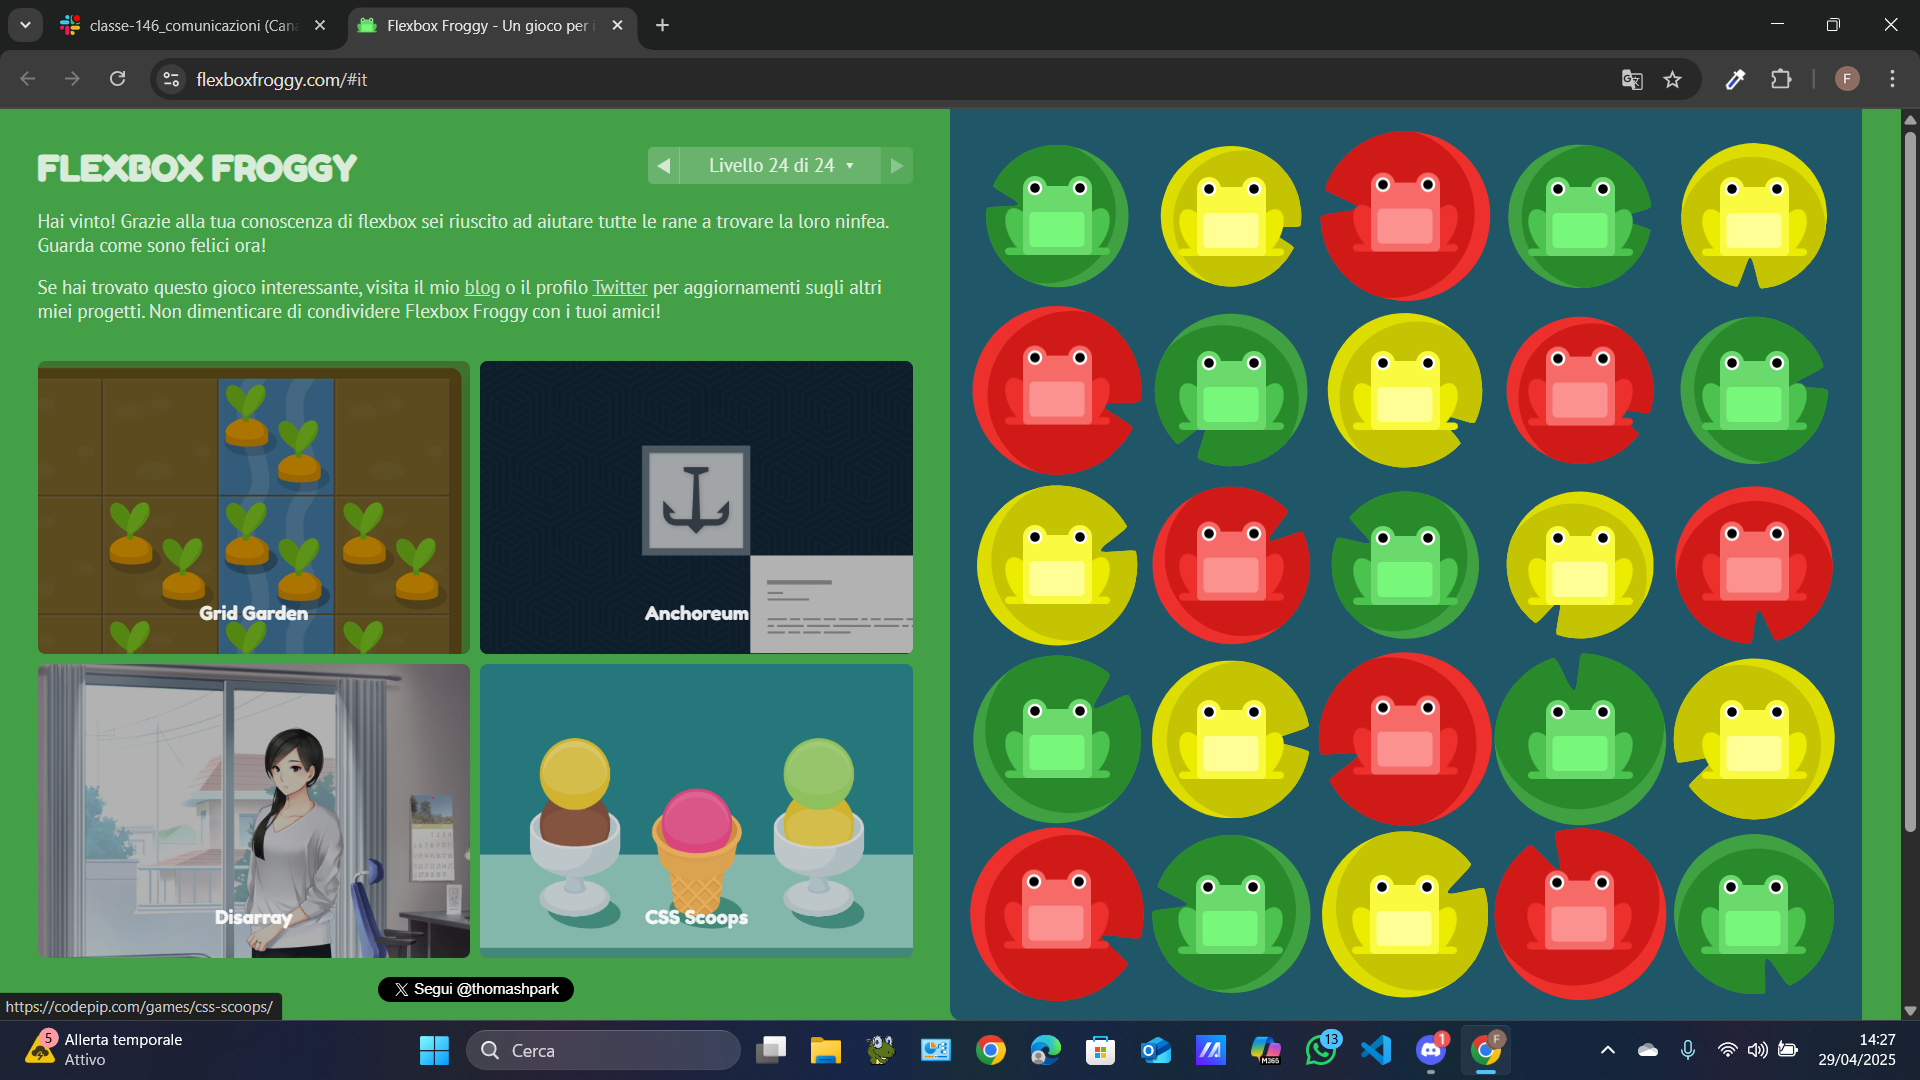 classe-146_comunicazioni (Can
Flexbox Froggy - Un gioco per i
flexboxfroggy.com/#it
F
FLEXBOX FROGGY
Livello 24 di 24
Hai vinto! Grazie alla tua conoscenza di flexbox sei riuscito ad aiutare tutte le rane a trovare la loro ninfea.
Guarda come sono felici ora!
Se hai trovato questo gioco interessante, visita il mio blog o il profilo Twitter per aggiornamenti sugli altri
miei progetti. Non dimenticare di condividere Flexbox Froggy con i tuoi amici!
Grid Garden
Anchoreum
Disarray
CSS Scoops
Segui @thomashpark
https://codepip.com/games/css-scoops/
5
Allerta temporale
Attivo
Cerca
M365
13
1
F
14:27
29/04/2025